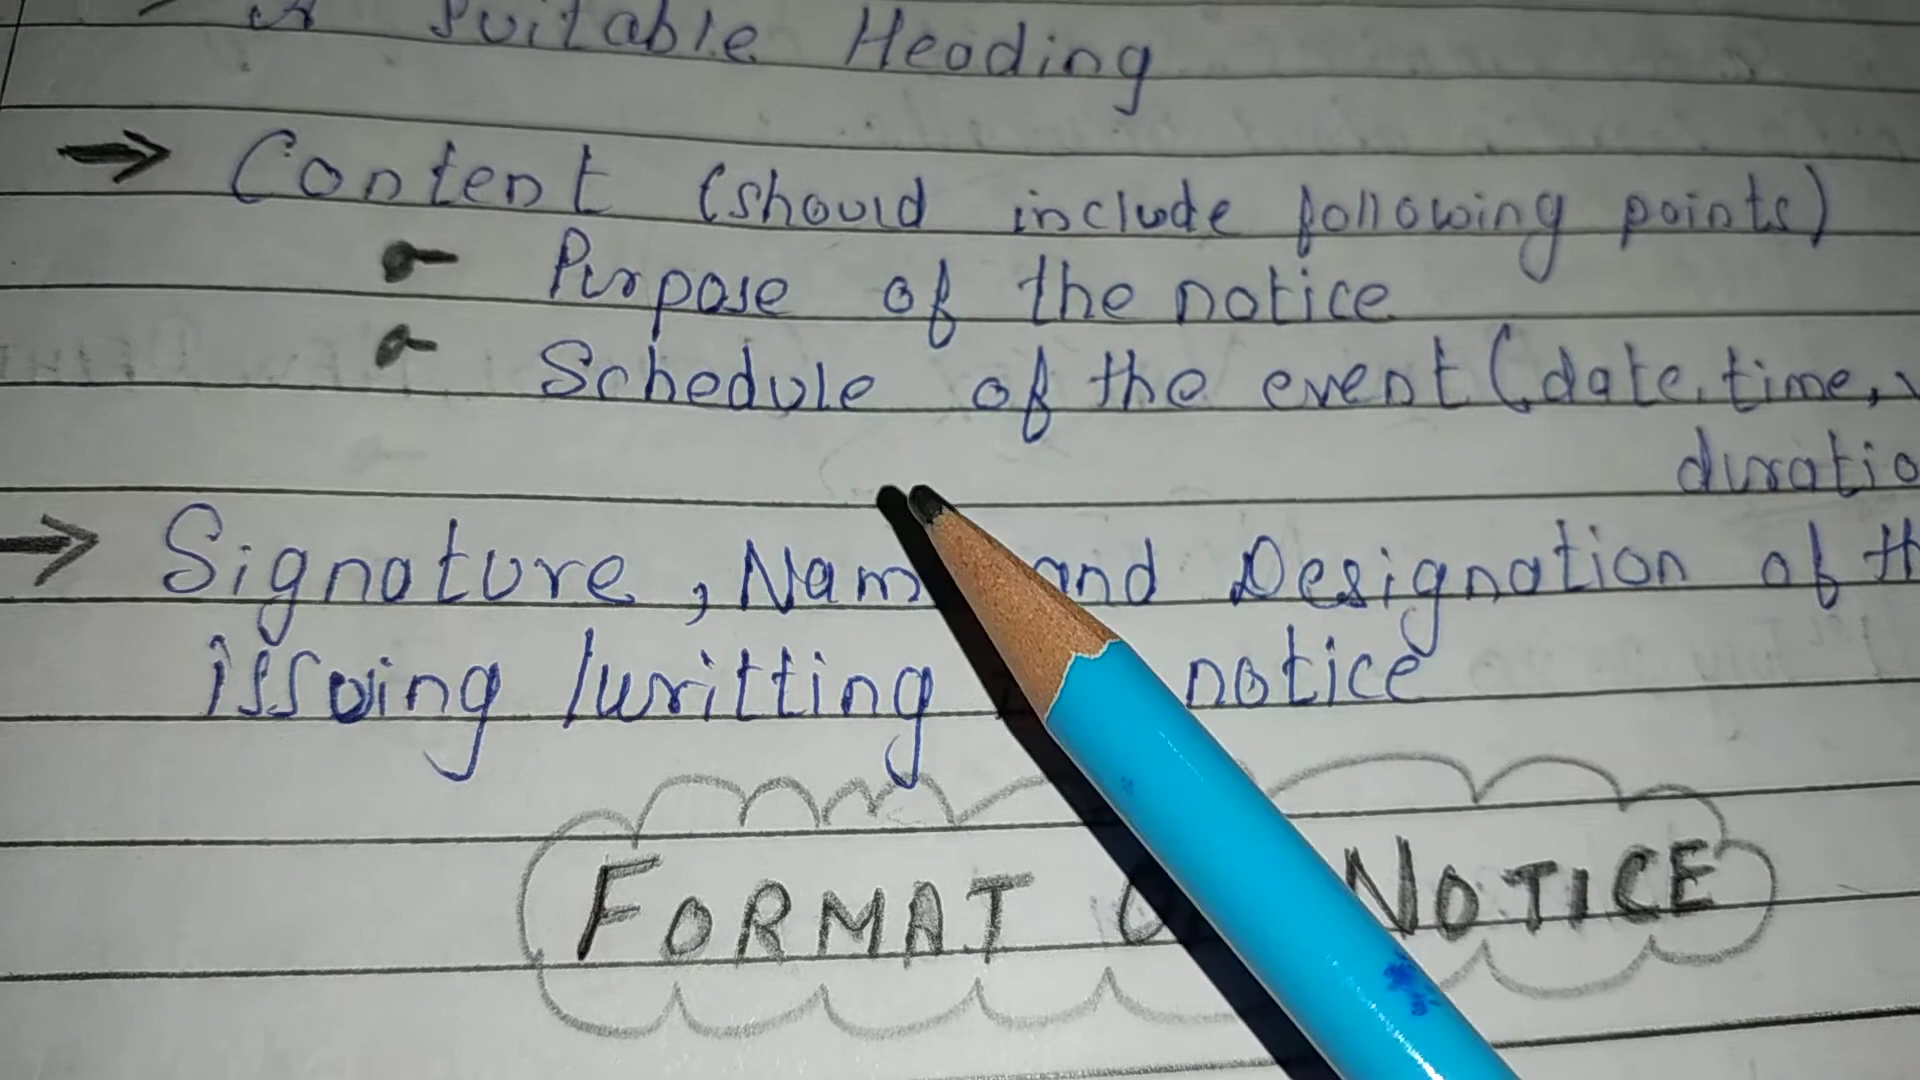 A Suitable Heading
→ Content (should include following points)
Purpose of the notice
Schedule of the event (date, time,
duratio
→ Signature, Nam and Designation of th
issuing /writting notice
FORMAT O NOTICE